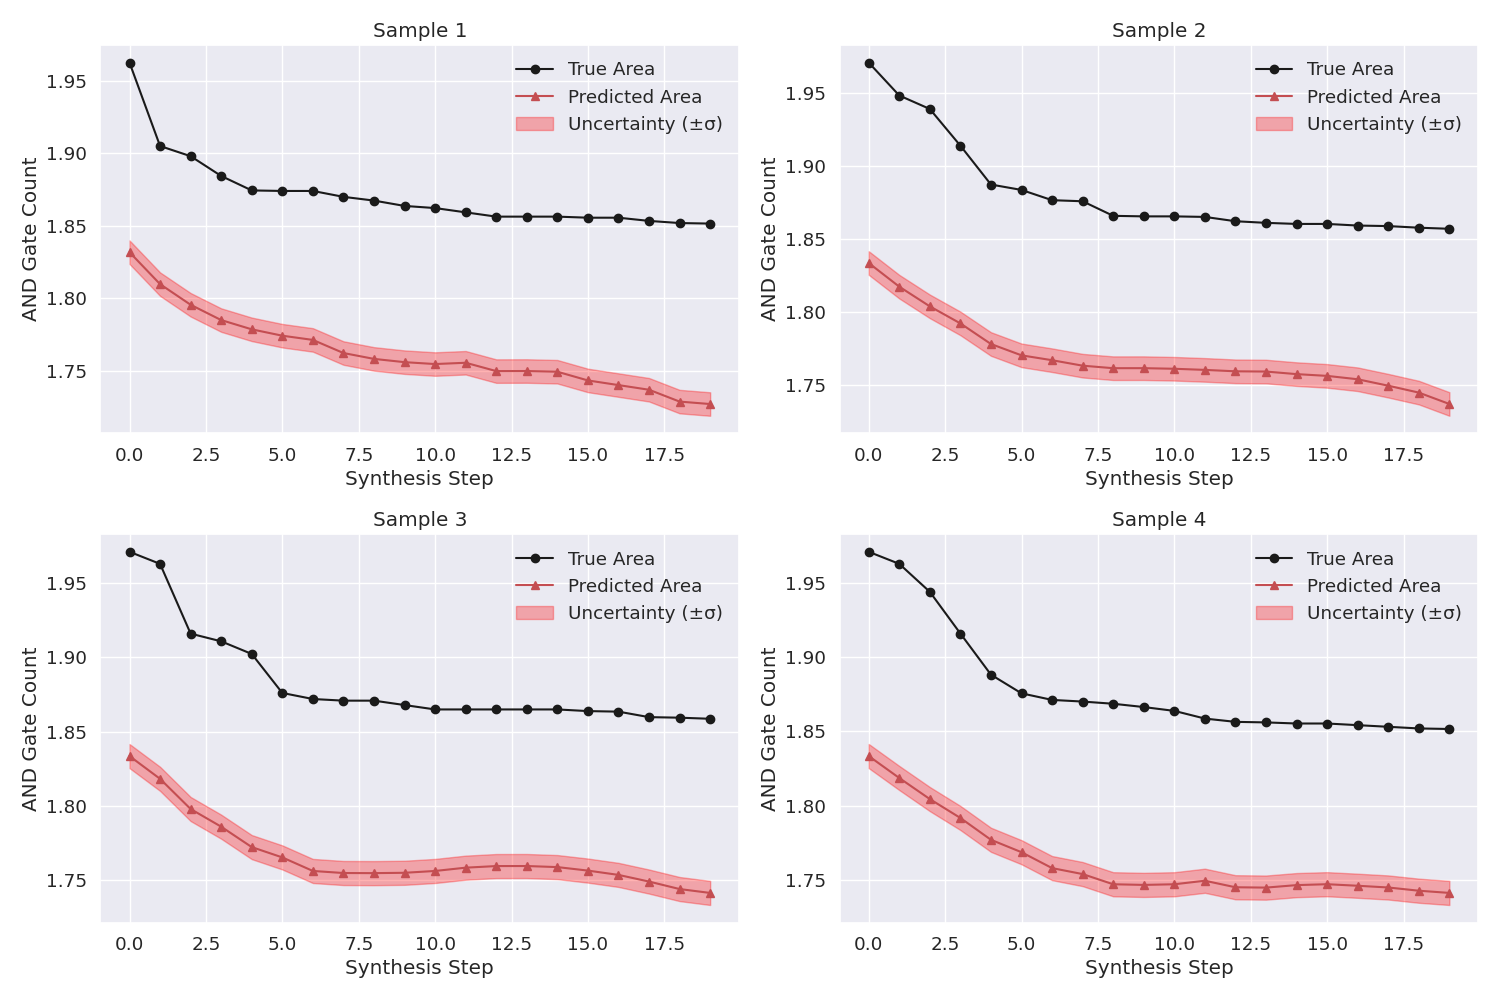 Sample 1
AND Gate Count
1.95
1.90
1.85
1.80
1.75
True Area
Predicted Area
Uncertainty (±σ)
0.0 2.5 5.0 7.5 10.0 12.5 15.0 17.5
Synthesis Step
Sample 2
AND Gate Count
1.95
1.90
1.85
1.80
1.75
True Area
Predicted Area
Uncertainty (±σ)
0.0 2.5 5.0 7.5 10.0 12.5 15.0 17.5
Synthesis Step
Sample 3
AND Gate Count
1.95
1.90
1.85
1.80
1.75
True Area
Predicted Area
Uncertainty (±σ)
0.0 2.5 5.0 7.5 10.0 12.5 15.0 17.5
Synthesis Step
Sample 4
AND Gate Count
1.95
1.90
1.85
1.80
1.75
True Area
Predicted Area
Uncertainty (±σ)
0.0 2.5 5.0 7.5 10.0 12.5 15.0 17.5
Synthesis Step